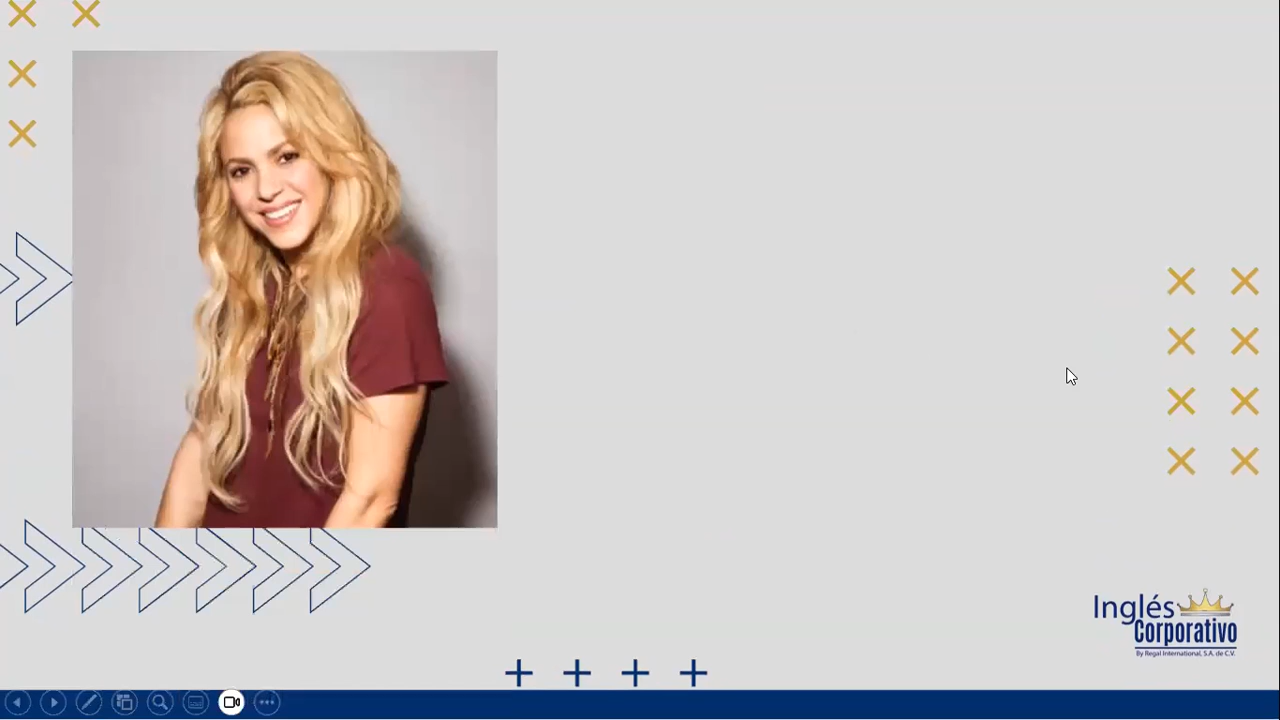 Inglés
Corporativo
By Regal International, S.A. de C.V.